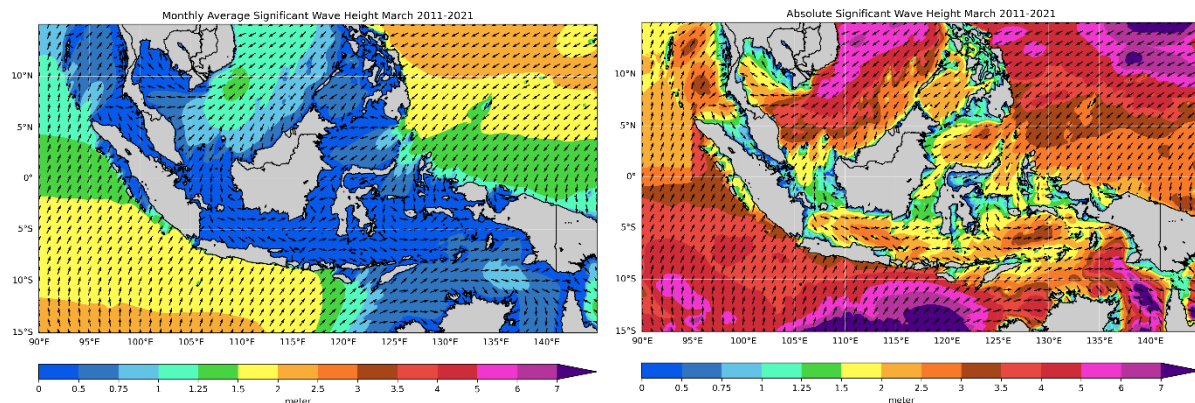 Monthly Average Significant Wave Height March 2011-2021
10°N
5°N
0°
5°S
10°S
15°S
90°E 95°E 100°E 105°E 110°E 115°E 120°E 125°E 130°E 135°E 140°E
0 0.5 0.75 1 1.25 1.5 2 2.5 3 3.5 4 5 6 7
meter
Absolute Significant Wave Height March 2011-2021
10°N
5°N
0°
5°S
10°S
15°S
90°E 95°E 100°E 105°E 110°E 115°E 120°E 125°E 130°E 135°E 140°E
0 0.5 0.75 1 1.25 1.5 2 2.5 3 3.5 4 5 6 7
meter